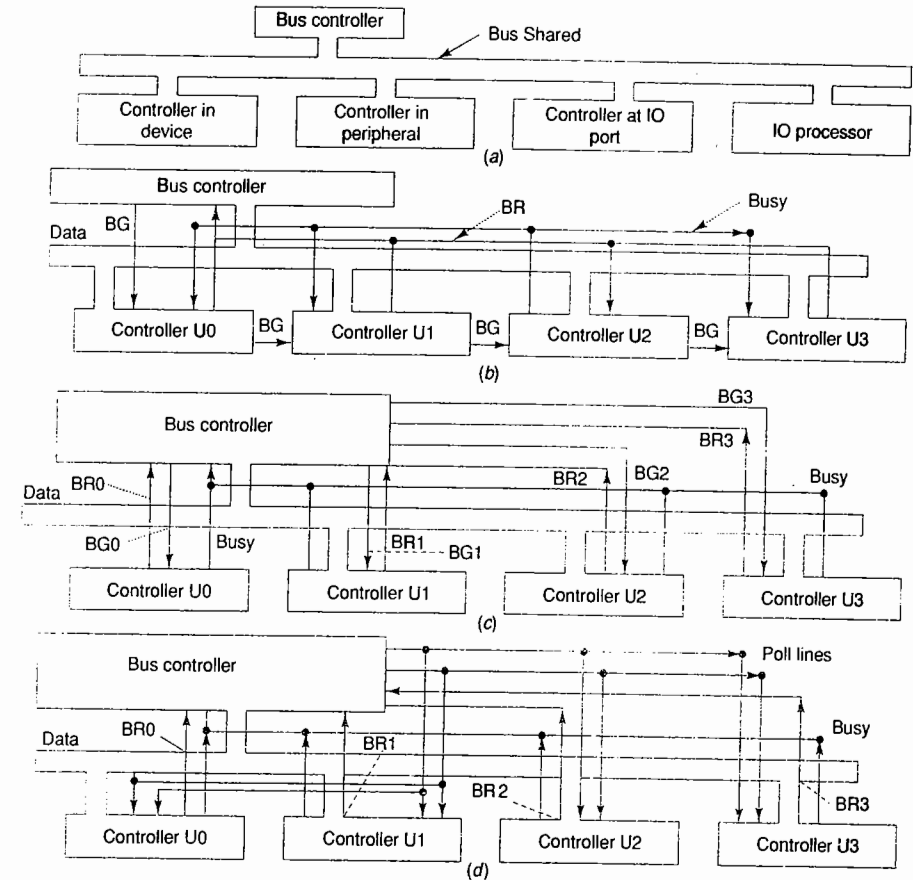 Bus controller
Bus Shared
Controller in
device
Controller in
peripheral
Controller at IO
port
IO processor
(a)
Bus controller
BG
BR
Busy
Data
Controller U0
BG
Controller U1
BG
Controller U2
BG
Controller U3
(b)
Bus controller
BG3
BR3
BR0
BR2
BG2
Busy
Data
BG0
Busy
BR1
BG1
Controller U0
Controller U1
Controller U2
Controller U3
(c)
Bus controller
Poll lines
BR0
Busy
Data
BR1
BR2
BR3
Controller U0
Controller U1
Controller U2
Controller U3
(d)